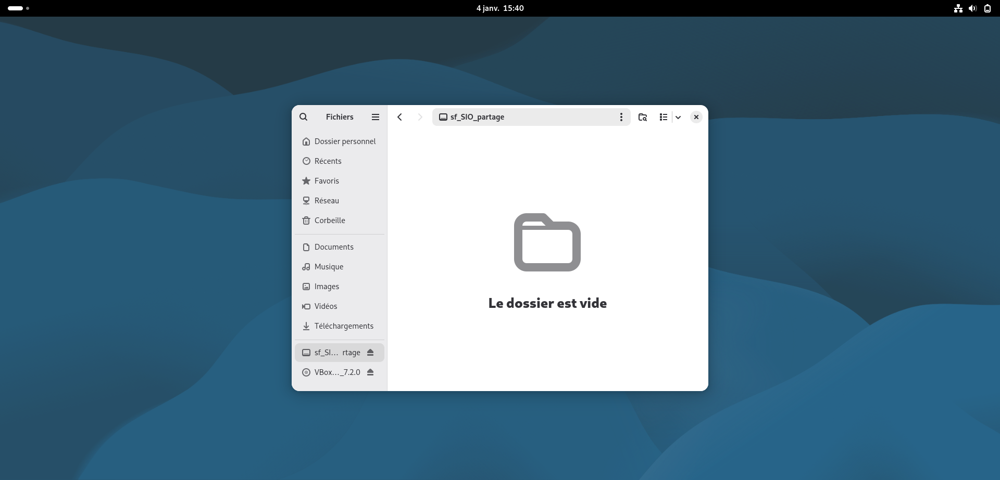 4 janv. 15:40
Fichiers
sf_SIO_partage
Dossier personnel
Récents
Favoris
Réseau
Corbeille
Documents
Musique
Images
Vidéos
Téléchargements
sf_SI… rtage
VBox…_7.2.0
Le dossier est vide